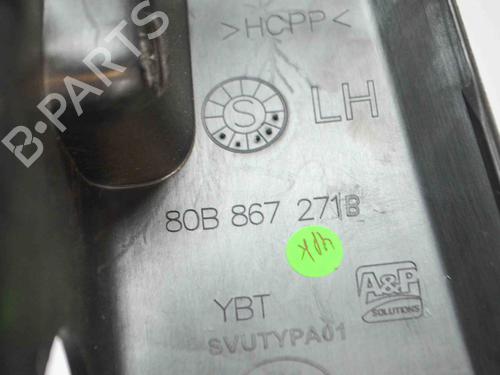 >HCPP<
S
LH
80B 867 271B
YBT
A&P
SOLUTIONS
SVUTYPA01
B-PARTS